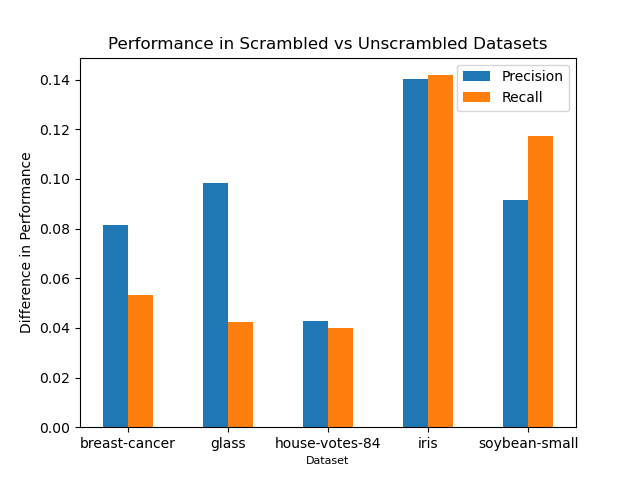 Performance in Scrambled vs Unscrambled Datasets
Precision
Recall
Difference in Performance
0.14
0.12
0.10
0.08
0.06
0.04
0.02
0.00
breast-cancer glass house-votes-84 iris soybean-small
Dataset